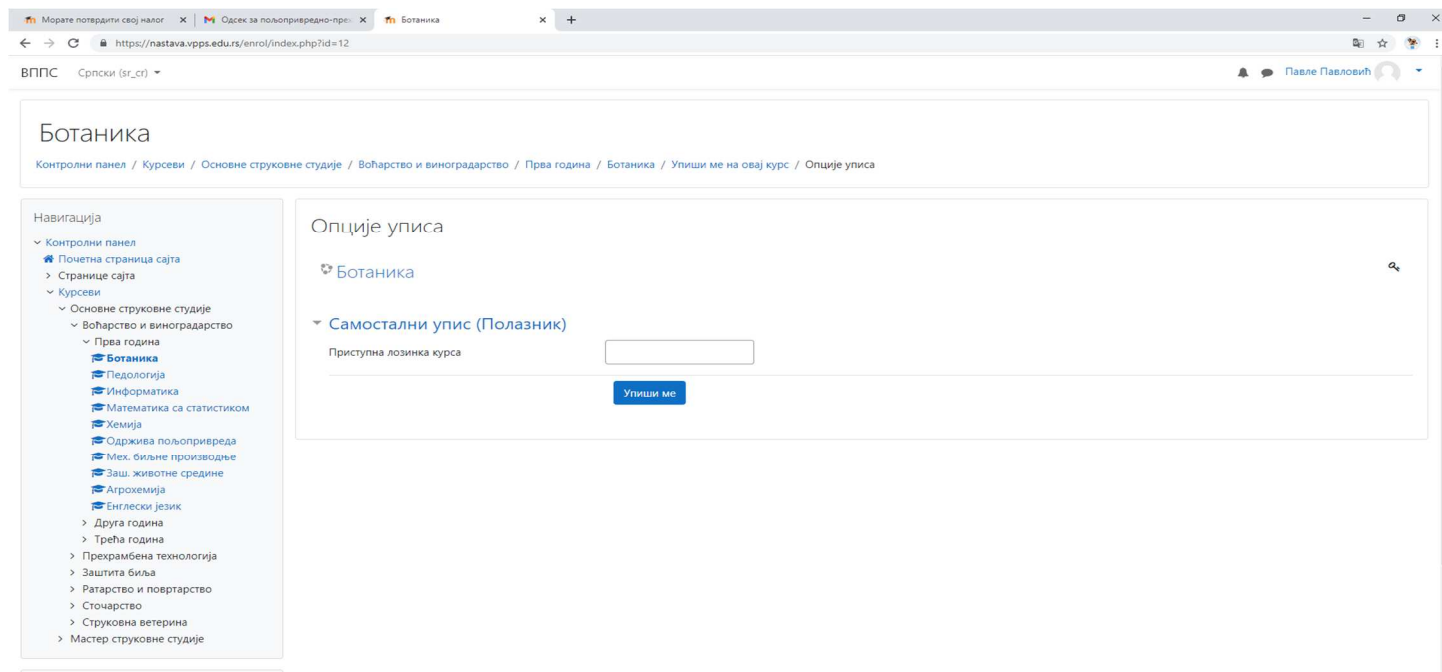 Морате потврдити свој налог
Одсек за пољопривредно-пре
Ботаника
https://nastava.vpps.edu.rs/enrol/index.php?id=12
ВППС Српски (sr_cr)
Павле Павловић
Ботаника
Контролни панел / Курсеви / Основне струковне студије / Воћарство и виноградарство / Прва година / Ботаника / Упиши ме на овај курс / Опције уписа
Навигација
Контролни панел
Почетна страница сајта
Странице сајта
Курсеви
Основне струковне студије
Воћарство и виноградарство
Прва година
Ботаника
Педологија
Информатика
Математика са статистиком
Хемија
Одржива пољопривреда
Мех. биљне производње
Заш. животне средине
Агрохемија
Енглески језик
Друга година
Трећа година
Прехрамбена технологија
Заштита биља
Ратарство и повртарство
Сточарство
Струковна ветерина
Мастер струковне студије
Опције уписа
Ботаника
Самостални упис (Полазник)
Приступна лозинка курса
Упиши ме